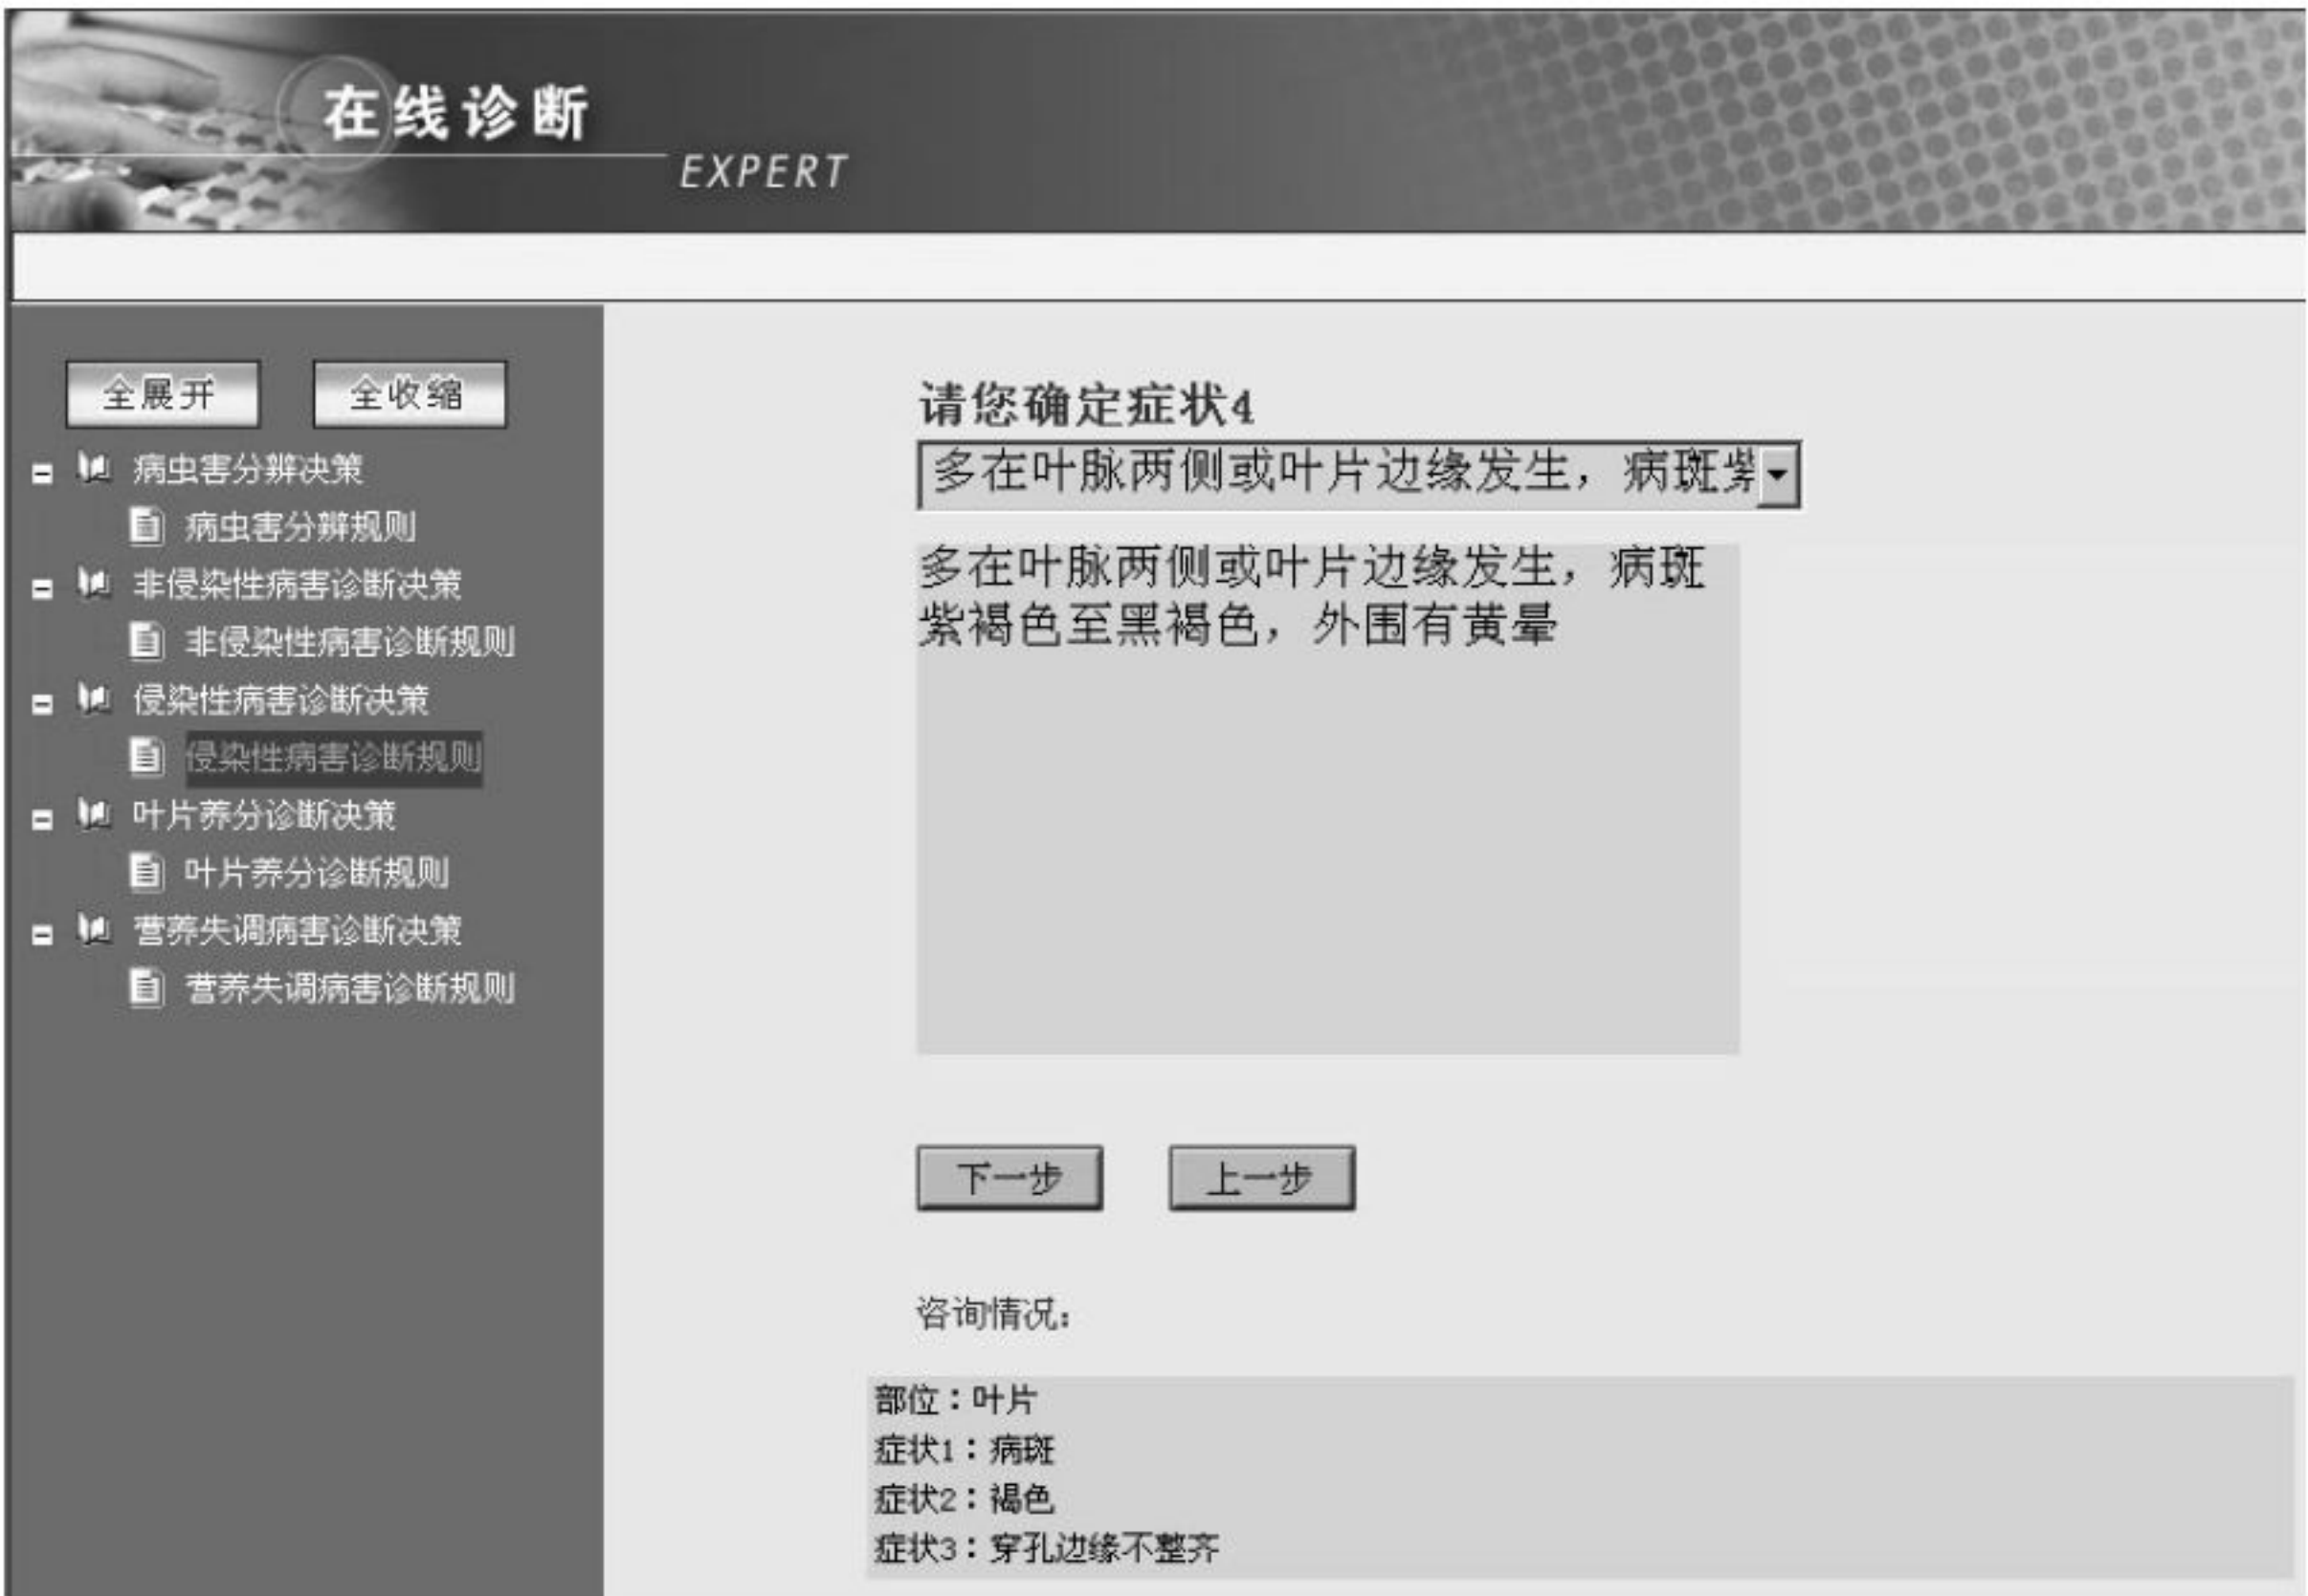 在线诊断
EXPERT
全展开 全收缩
病虫害分辨决策
病虫害分辨规则
非侵染性病害诊断决策
非侵染性病害诊断规则
侵染性病害诊断决策
侵染性病害诊断规则
叶片养分诊断决策
叶片养分诊断规则
营养失调病害诊断决策
营养失调病害诊断规则
请您确定症状4
多在叶脉两侧或叶片边缘发生，病斑紫
多在叶脉两侧或叶片边缘发生，病斑
紫褐色至黑褐色，外围有黄晕
下一步 上一步
咨询情况：
部位：叶片
症状1：病斑
症状2：褐色
症状3：穿孔边缘不整齐